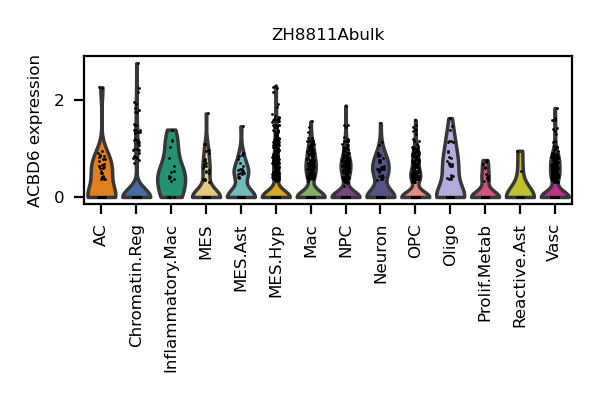 ZH8811Abulk
ACBD6 expression
2
0
AC
Chromatin.Reg
Inflammatory.Mac
MES
MES.Ast
MES.Hyp
Mac
NPC
Neuron
OPC
Oligo
Prolif.Metab
Reactive.Ast
Vasc